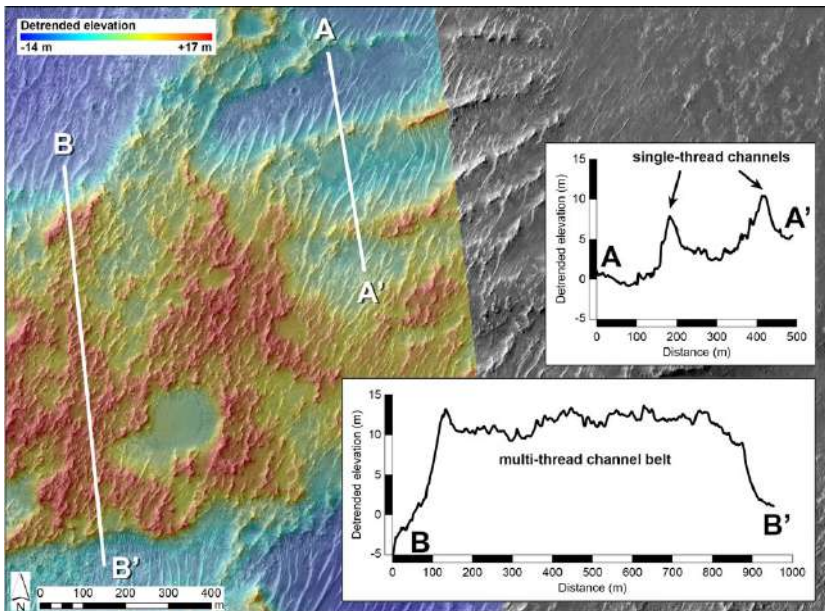 Detrended elevation
-14 m +17 m
A
B
A'
B'
N
0 100 200 300 400
m
single-thread channels
15
10
5
0
-5
Detrended elevation (m)
A
A'
0 100 200 300 400 500
Distance (m)
15
10
5
0
-5
Detrended elevation (m)
multi-thread channel belt
B
B'
0 100 200 300 400 500 600 700 800 900 1000
Distance (m)